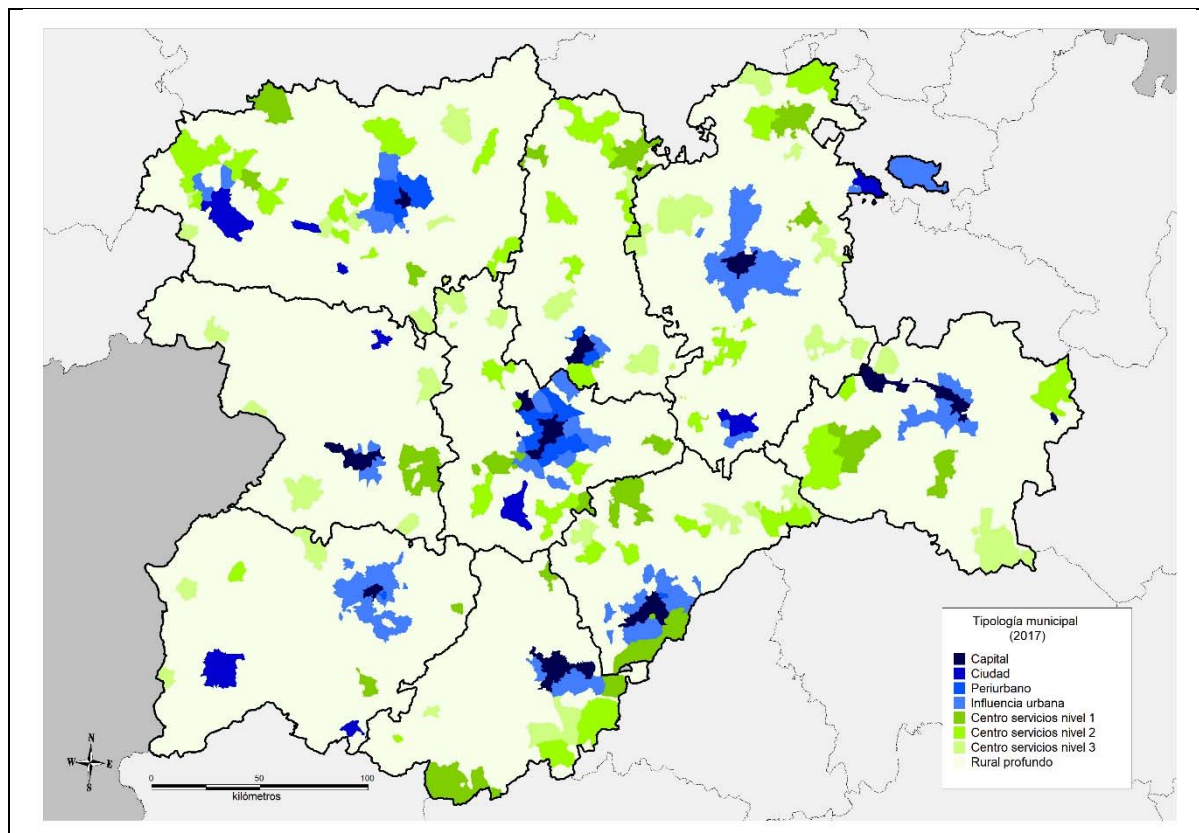 Tipología municipal
(2017)
Capital
Ciudad
Periurbano
Influencia urbana
Centro servicios nivel 1
Centro servicios nivel 2
Centro servicios nivel 3
Rural profundo
N
W E
S
0 50 100
kilómetros